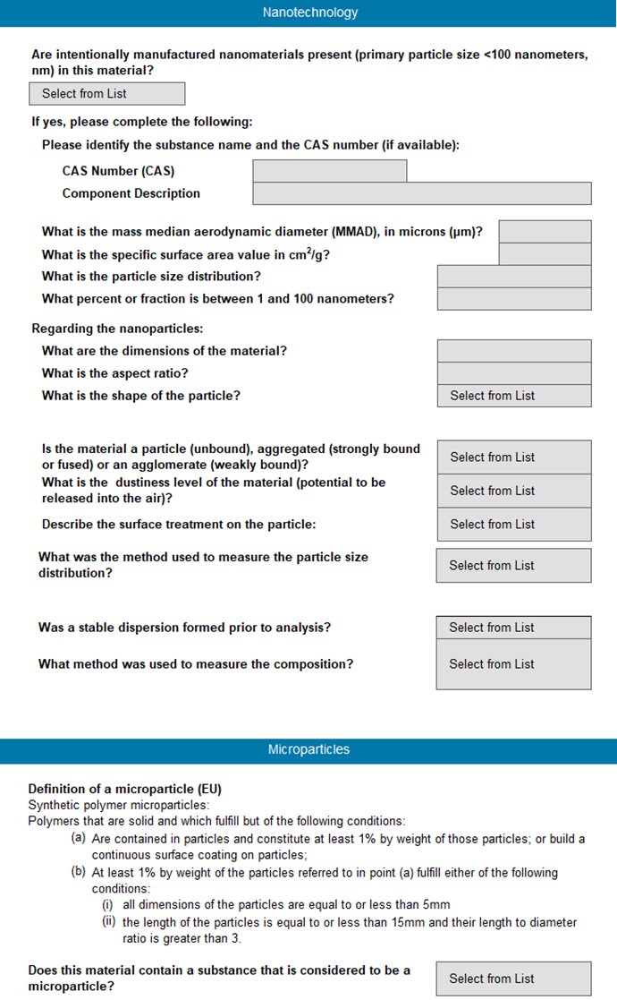 Nanotechnology
Are intentionally manufactured nanomaterials present (primary particle size <100 nanometers,
nm) in this material?
Select from List
If yes, please complete the following:
Please identify the substance name and the CAS number (if available):
CAS Number (CAS)
Component Description
What is the mass median aerodynamic diameter (MMAD), in microns (µm)?
What is the specific surface area value in cm²/g?
What is the particle size distribution?
What percent or fraction is between 1 and 100 nanometers?
Regarding the nanoparticles:
What are the dimensions of the material?
What is the aspect ratio?
What is the shape of the particle? Select from List
Is the material a particle (unbound), aggregated (strongly bound
or fused) or an agglomerate (weakly bound)? Select from List
What is the  dustiness level of the material (potential to be
released into the air)? Select from List
Describe the surface treatment on the particle: Select from List
What was the method used to measure the particle size
distribution? Select from List
Was a stable dispersion formed prior to analysis? Select from List
What method was used to measure the composition? Select from List
Microparticles
Definition of a microparticle (EU)
Synthetic polymer microparticles:
Polymers that are solid and which fulfill but of the following conditions:
(a) Are contained in particles and constitute at least 1% by weight of those particles; or build a
continuous surface coating on particles;
(b) At least 1% by weight of the particles referred to in point (a) fulfill either of the following
conditions:
(i) all dimensions of the particles are equal to or less than 5mm
(ii) the length of the particles is equal to or less than 15mm and their length to diameter
ratio is greater than 3.
Does this material contain a substance that is considered to be a
microparticle? Select from List